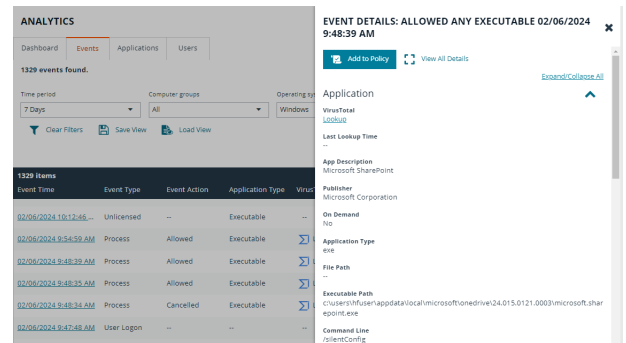 ANALYTICS
Dashboard Events Applications Users
1329 events found.
Time period Computer groups Operating sys
7 Days All Windows
Clear Filters Save View Load View
1329 items
Event Time Event Type Event Action Application Type VirusT
02/06/2024 10:12:46 ... Unlicensed -- Executable --
02/06/2024 9:54:59 AM Process Allowed Executable L
02/06/2024 9:48:39 AM Process Allowed Executable L
02/06/2024 9:48:35 AM Process Allowed Executable L
02/06/2024 9:48:34 AM Process Cancelled Executable L
02/06/2024 9:47:48 AM User Logon -- -- --
EVENT DETAILS: ALLOWED ANY EXECUTABLE 02/06/2024
9:48:39 AM
Add to Policy View All Details
Expand/Collapse All
Application
VirusTotal
Lookup
Last Lookup Time
--
App Description
Microsoft SharePoint
Publisher
Microsoft Corporation
On Demand
No
Application Type
exe
File Path
--
Executable Path
c:\users\hfuser\appdata\local\microsoft\onedrive\24.015.0121.0003\microsoft.shar
epoint.exe
Command Line
/silentConfig